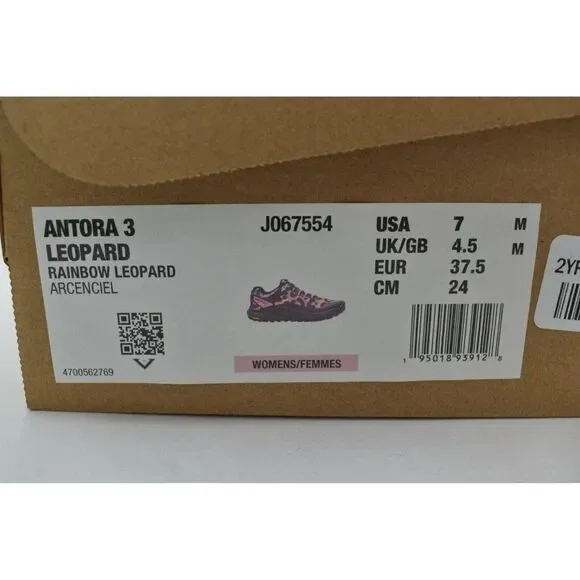 ANTORA 3
LEOPARD
RAINBOW LEOPARD
ARCENCIEL
4700562769
J067554
WOMENS/FEMMES
USA 7 M
UK/GB 4.5 M
EUR 37.5
CM 24
1 95018 93912 8